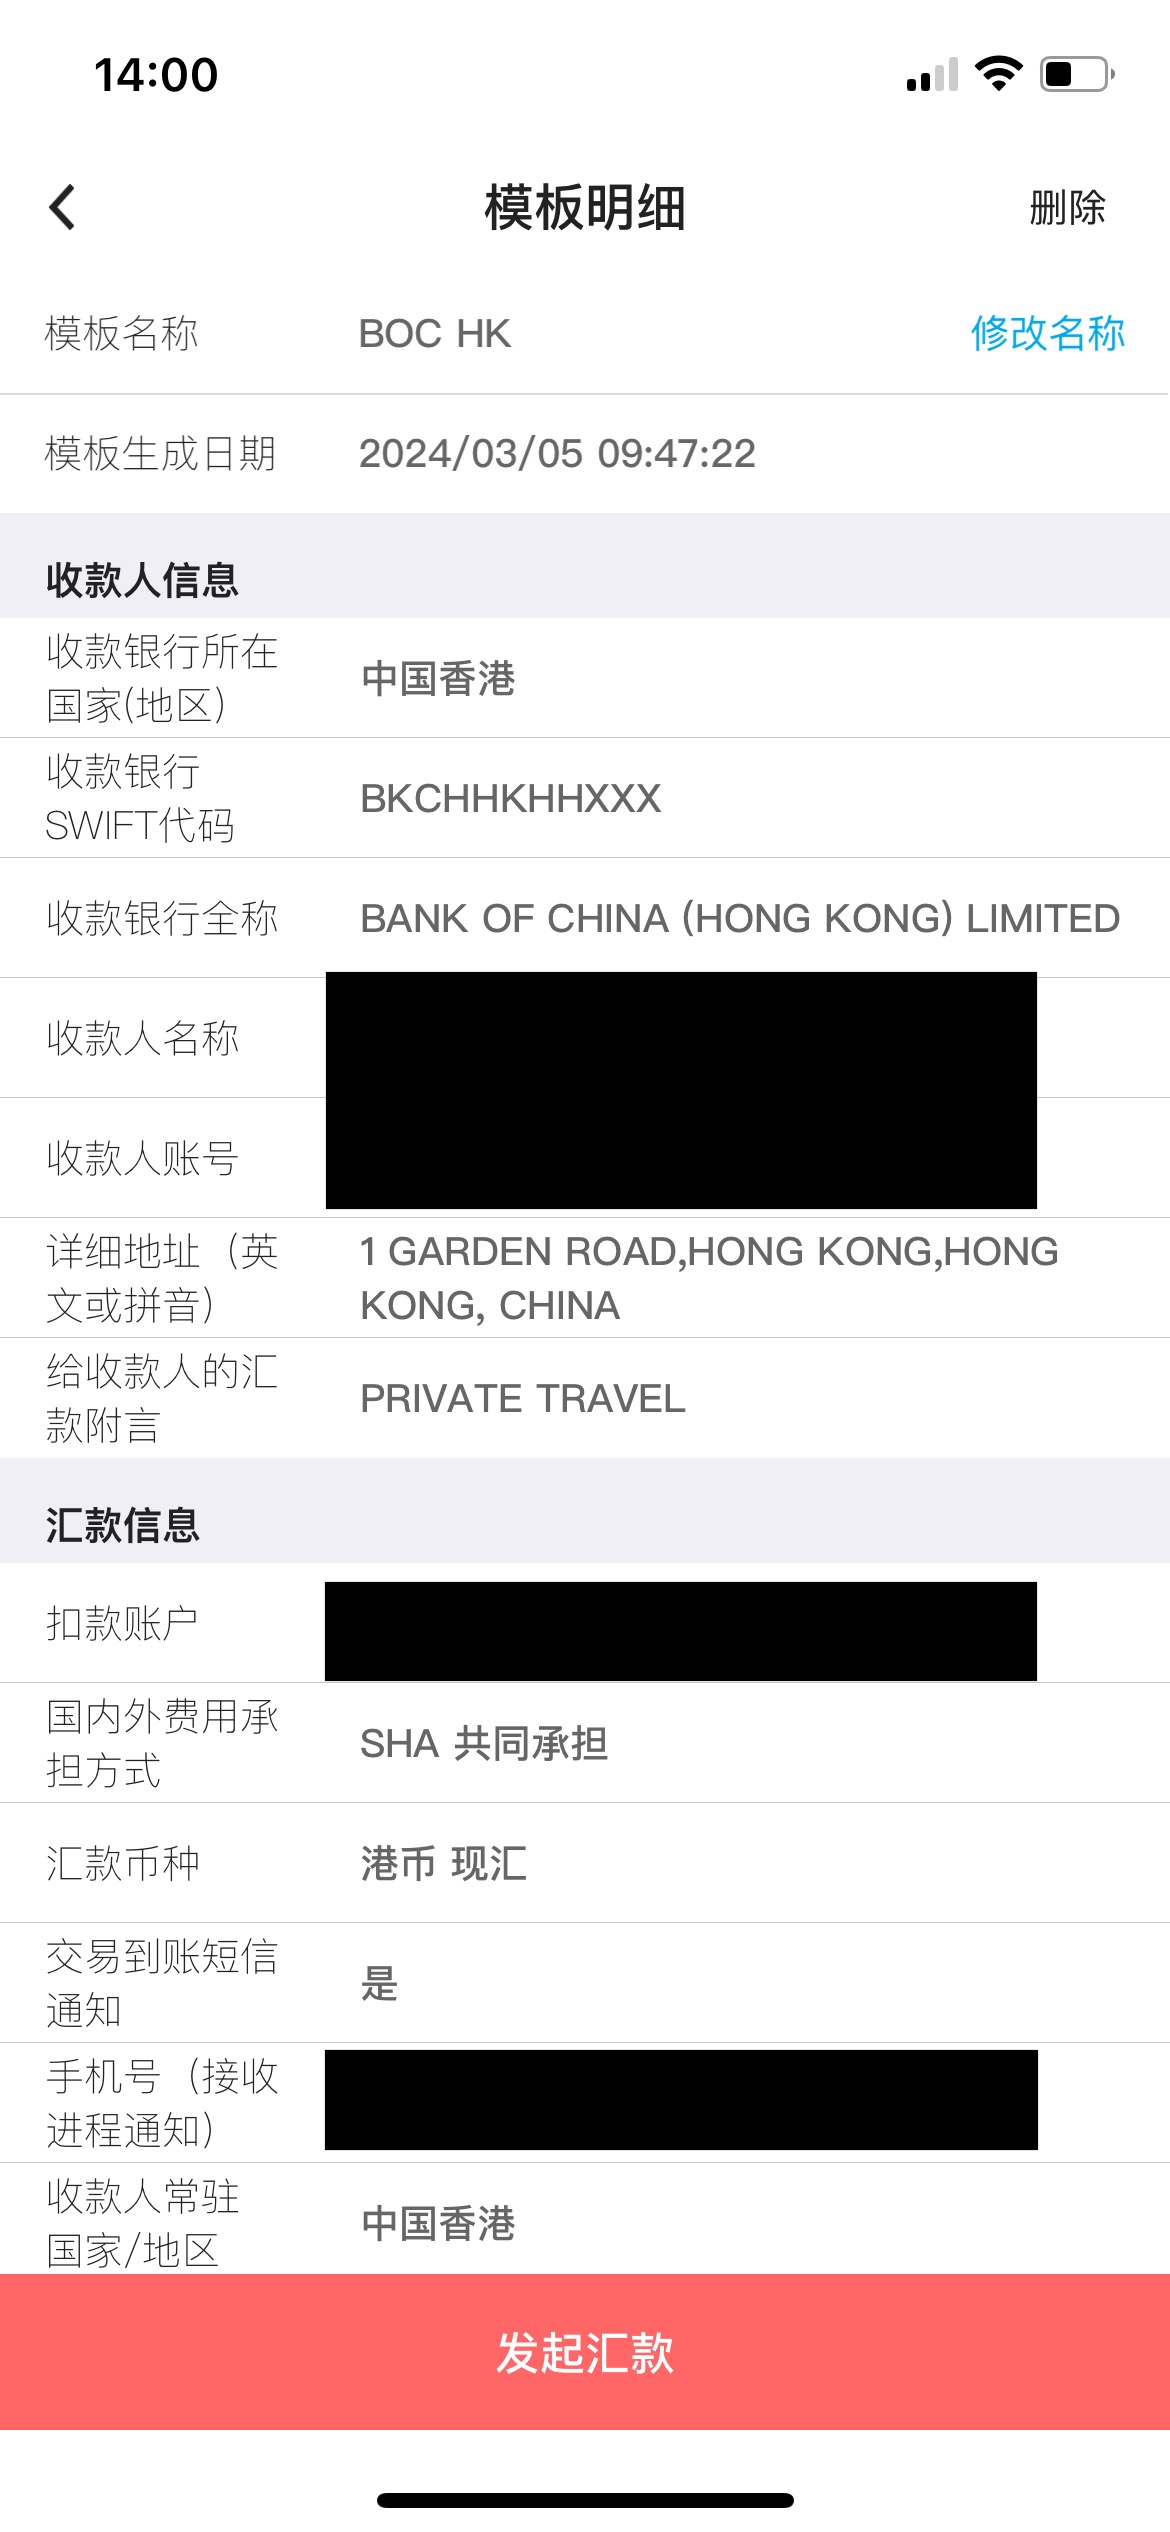 14:00
模板明细
删除
模板名称
BOC HK
修改名称
模板生成日期
2024/03/05 09:47:22
收款人信息
收款银行所在
国家(地区)
中国香港
收款银行
SWIFT代码
BKCHHKHHXXX
收款银行全称
BANK OF CHINA (HONG KONG) LIMITED
收款人名称
收款人账号
详细地址（英
文或拼音）
1 GARDEN ROAD,HONG KONG,HONG
KONG, CHINA
给收款人的汇
款附言
PRIVATE TRAVEL
汇款信息
扣款账户
国内外费用承
担方式
SHA 共同承担
汇款币种
港币 现汇
交易到账短信
通知
是
手机号（接收
进程通知）
收款人常驻
国家/地区
中国香港
发起汇款